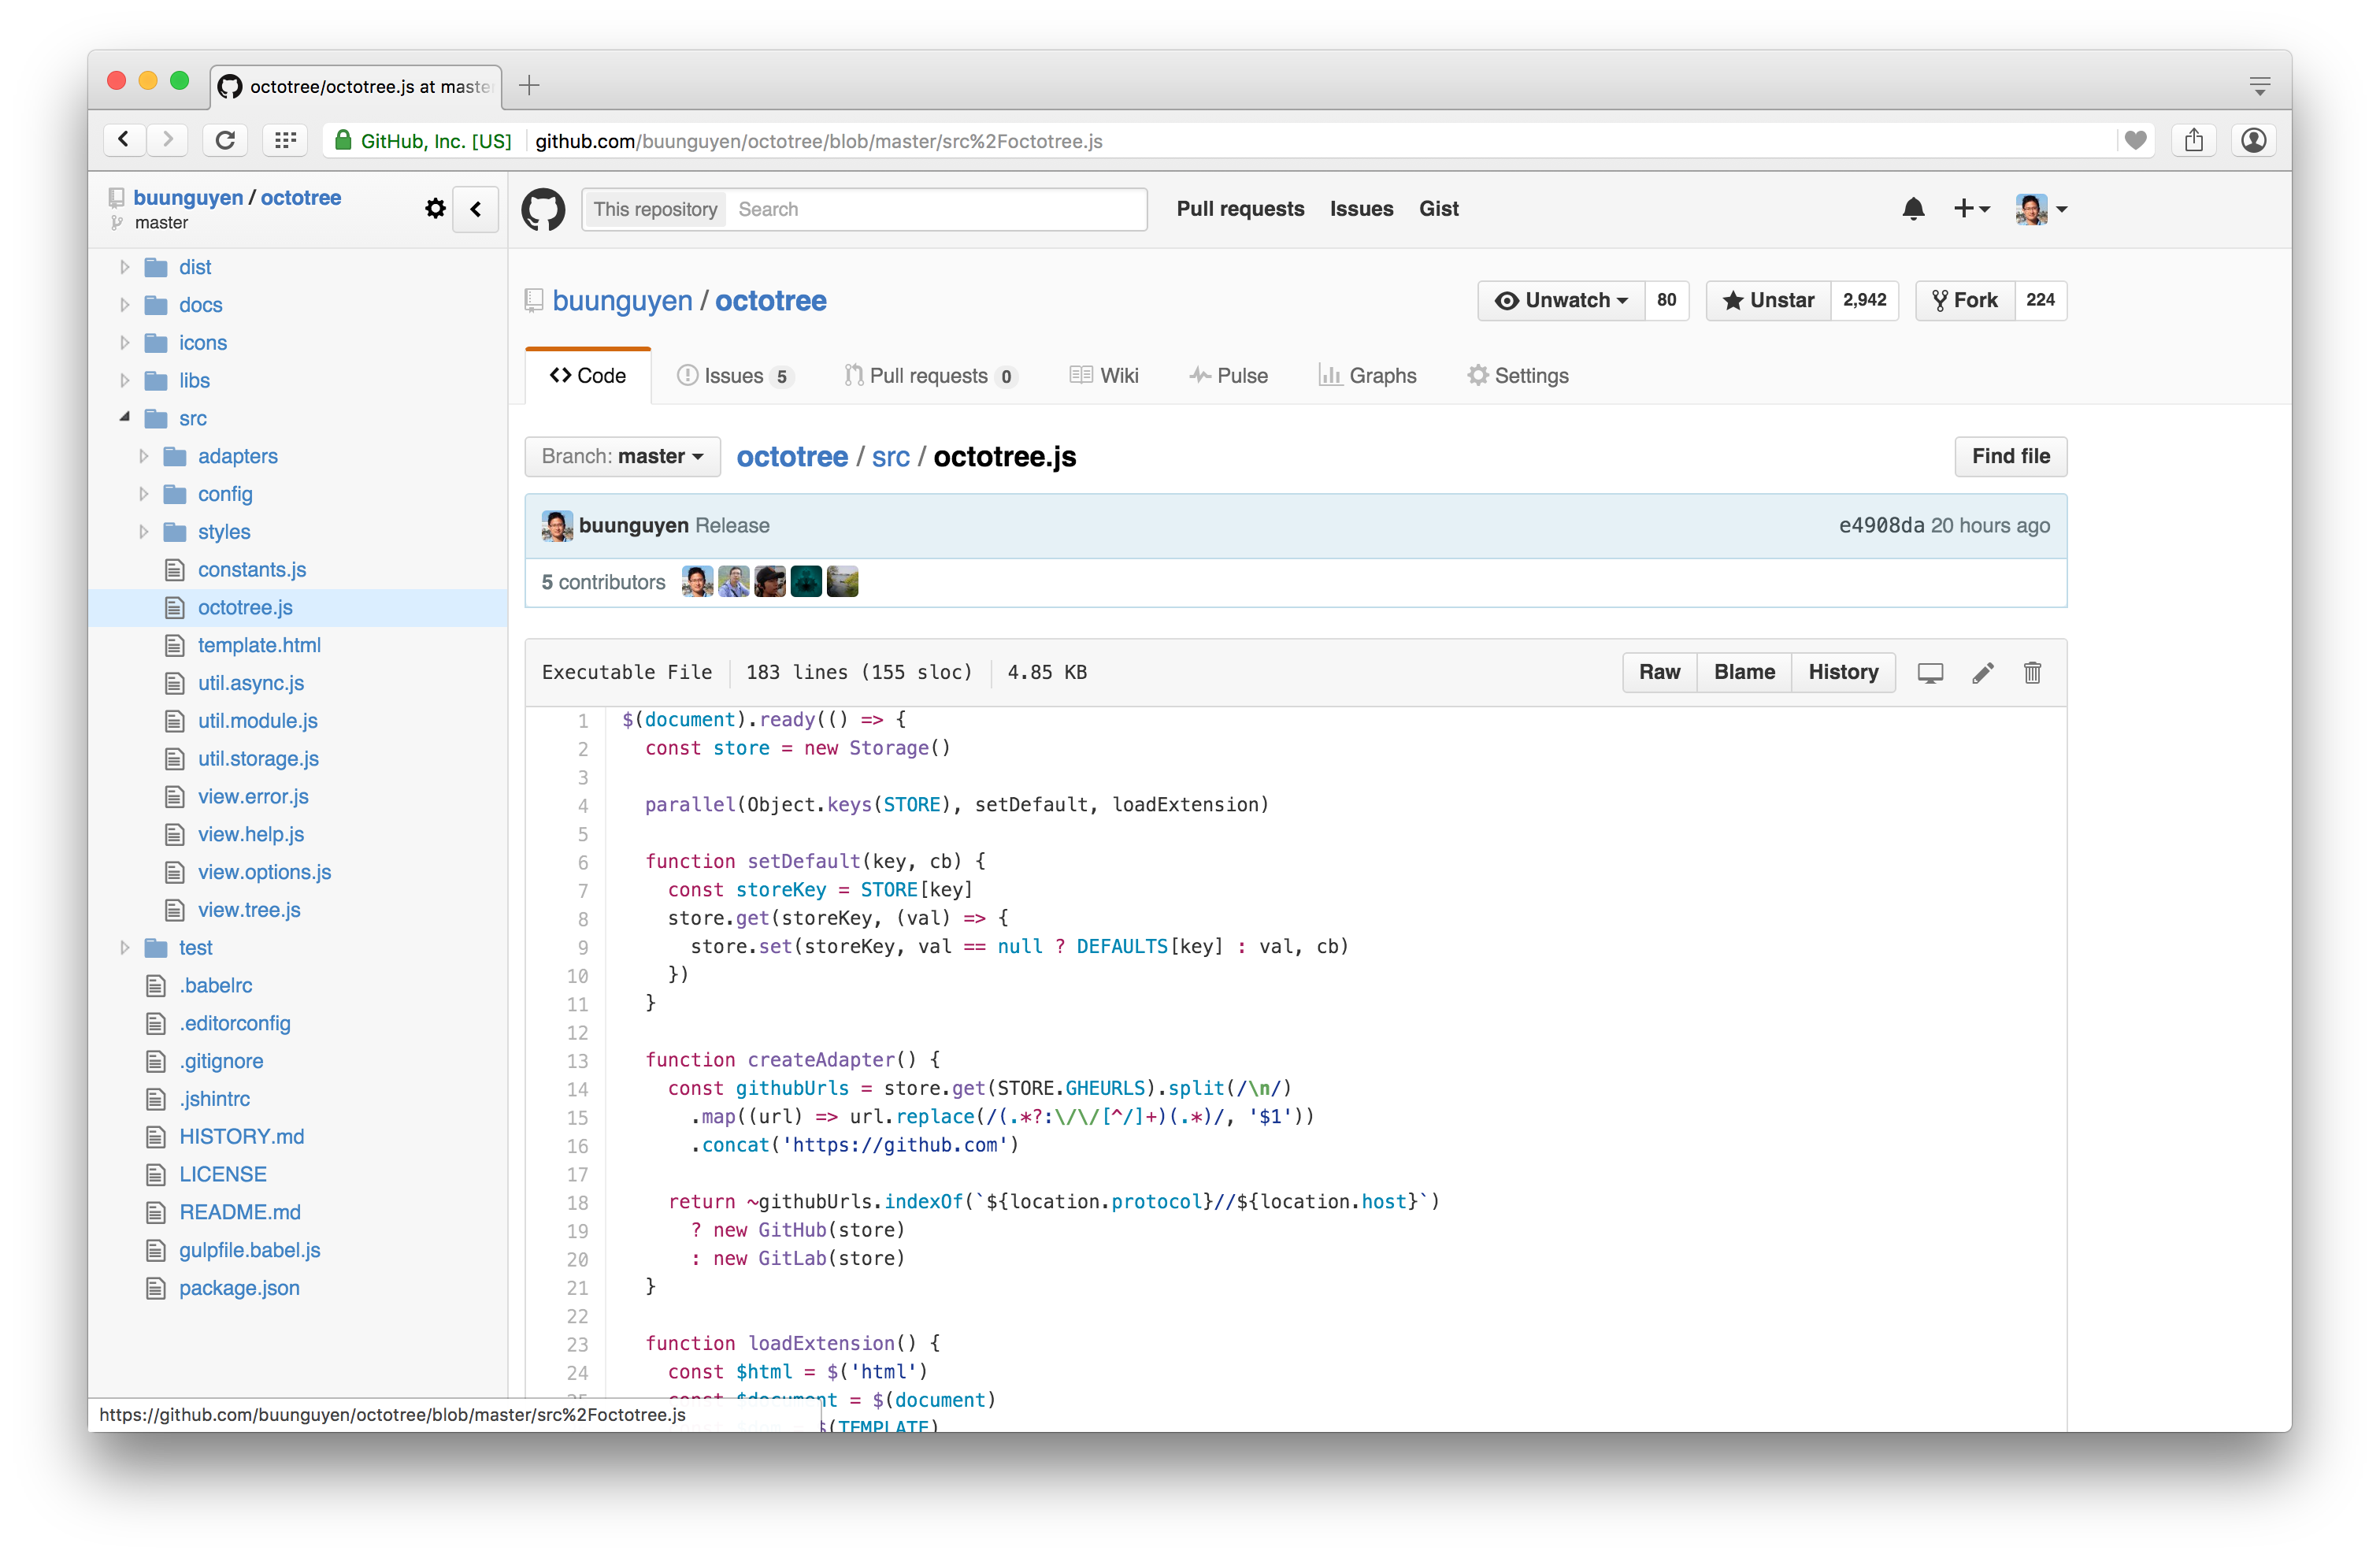 octotree/octotree.js at maste
GitHub, Inc. [US] github.com/buunguyen/octotree/blob/master/src%2Foctotree.js
buunguyen / octotree
master
dist
docs
icons
libs
src
adapters
config
styles
constants.js
octotree.js
template.html
util.async.js
util.module.js
util.storage.js
view.error.js
view.help.js
view.options.js
view.tree.js
test
.babelrc
.editorconfig
.gitignore
.jshintrc
HISTORY.md
LICENSE
README.md
gulpfile.babel.js
package.json
https://github.com/buunguyen/octotree/blob/master/src%2Foctotree.js
This repository Search Pull requests Issues Gist
buunguyen / octotree Unwatch 80 Unstar 2,942 Fork 224
Code Issues 5 Pull requests 0 Wiki Pulse Graphs Settings
Branch: master octotree / src / octotree.js Find file
buunguyen Release e4908da 20 hours ago
5 contributors
Executable File 183 lines (155 sloc) 4.85 KB Raw Blame History
1 $(document).ready(() => {
2   const store = new Storage()
3
4   parallel(Object.keys(STORE), setDefault, loadExtension)
5
6   function setDefault(key, cb) {
7     const storeKey = STORE[key]
8     store.get(storeKey, (val) => {
9       store.set(storeKey, val == null ? DEFAULTS[key] : val, cb)
10     })
11   }
12
13   function createAdapter() {
14     const githubUrls = store.get(STORE.GHEURLS).split(/\n/)
15       .map((url) => url.replace(/(.*?:\/\/[^/]+)(.*)/, '$1'))
16       .concat('https://github.com')
17
18     return ~githubUrls.indexOf(`${location.protocol}//${location.host}`)
19       ? new GitHub(store)
20       : new GitLab(store)
21   }
22
23   function loadExtension() {
24     const $html = $('html')
25     const $document = $(document)
$(TEMPLATE)